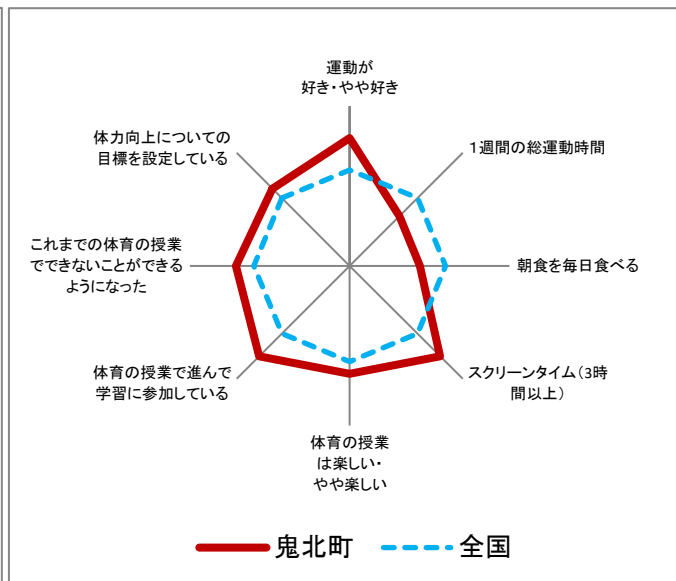 運動が
好き・やや好き
1週間の総運動時間
朝食を毎日食べる
スクリーンタイム（3時
間以上）
体育の授業
は楽しい・
やや楽しい
体育の授業で進んで
学習に参加している
これまでの体育の授業
でできないことができる
ようになった
体力向上についての
目標を設定している
鬼北町
全国